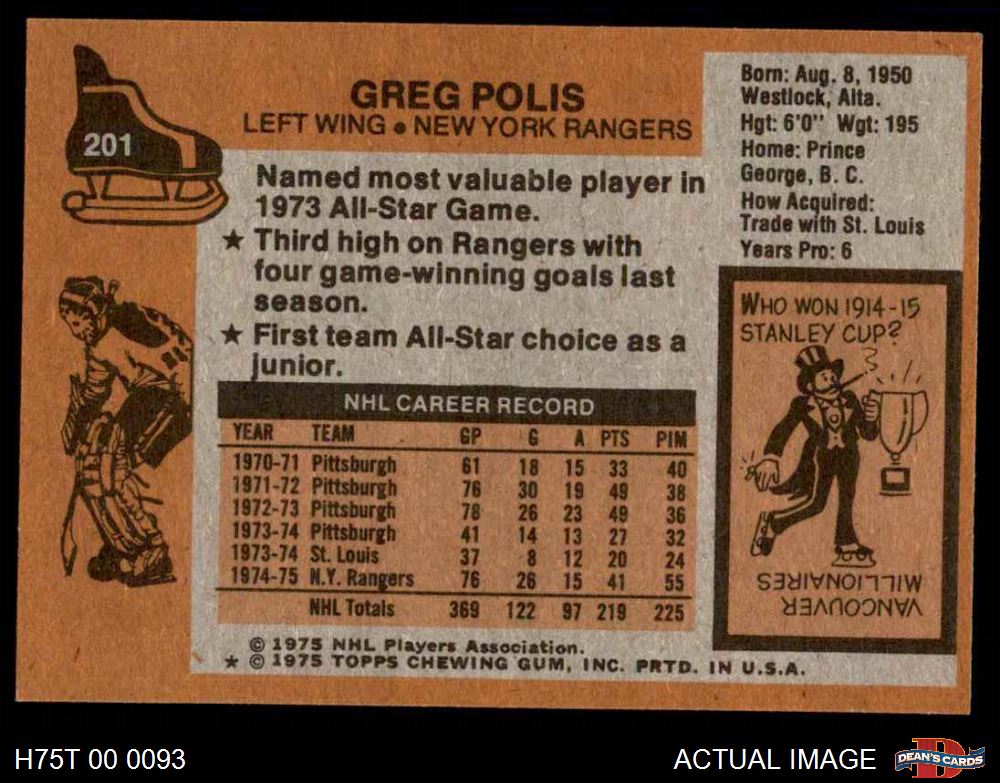 201
GREG POLIS
LEFT WING ● NEW YORK RANGERS
Named most valuable player in
1973 All-Star Game.
★ Third high on Rangers with
four game-winning goals last
season.
★ First team All-Star choice as a
junior.
Born: Aug. 8, 1950
Westlock, Alta.
Hgt: 6'0" Wgt: 195
Home: Prince
George, B. C.
How Acquired:
Trade with St. Louis
Years Pro: 6
WHO WON 1914-15
STANLEY CUP?
VANCOUVER
MILLIONAIRES
NHL CAREER RECORD
YEAR TEAM GP G A PTS PIM
1970-71 Pittsburgh 61 18 15 33 40
1971-72 Pittsburgh 76 30 19 49 38
1972-73 Pittsburgh 78 26 23 49 36
1973-74 Pittsburgh 41 14 13 27 32
1973-74 St. Louis 37 8 12 20 24
1974-75 N.Y. Rangers 76 26 15 41 55
NHL Totals 369 122 97 219 225
© 1975 NHL Players Association.
★ © 1975 TOPPS CHEWING GUM, INC. PRTD. IN U.S.A.
H75T 00 0093
ACTUAL IMAGE
D
DEAN'S CARDS